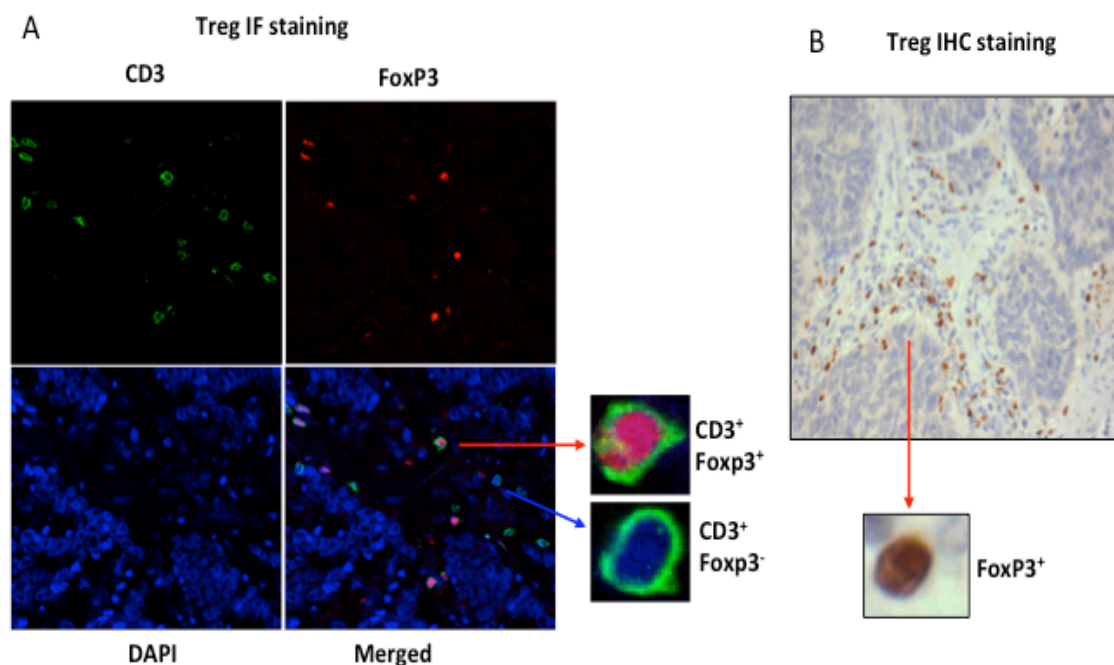 A
Treg IF staining
CD3
FoxP3
DAPI
Merged
CD3⁺
Foxp3⁺
CD3⁺
Foxp3⁻
B
Treg IHC staining
FoxP3⁺